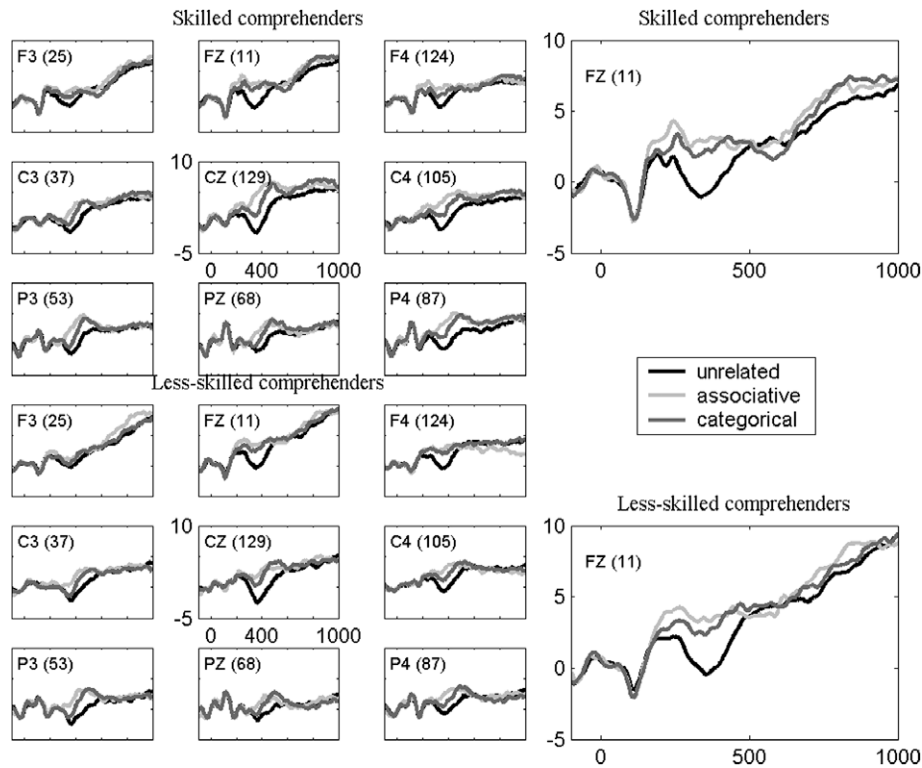 Skilled comprehenders
F3 (25)
FZ (11)
F4 (124)
C3 (37)
10
CZ (129)
C4 (105)
-5
0 400 1000
P3 (53)
PZ (68)
P4 (87)
Less-skilled comprehenders
F3 (25)
FZ (11)
F4 (124)
C3 (37)
10
CZ (129)
C4 (105)
-5
0 400 1000
P3 (53)
PZ (68)
P4 (87)
Skilled comprehenders
10
FZ (11)
5
0
-5
0 500 1000
unrelated
associative
categorical
Less-skilled comprehenders
10
FZ (11)
5
0
-5
0 500 1000